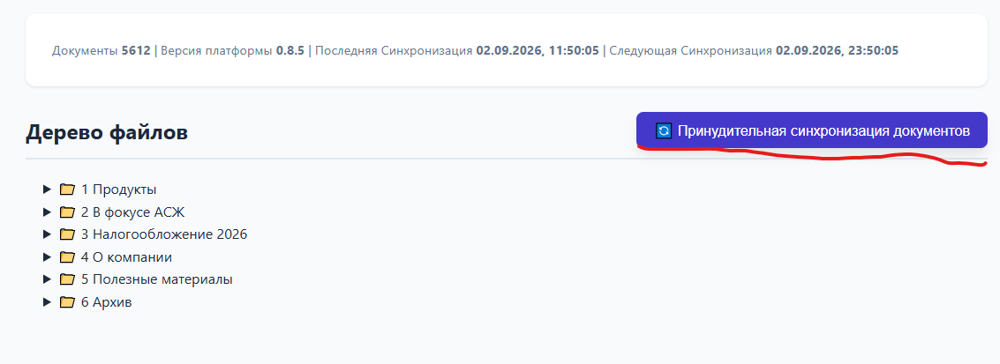 Документы 5612 | Версия платформы 0.8.5 | Последняя Синхронизация 02.09.2026, 11:50:05 | Следующая Синхронизация 02.09.2026, 23:50:05
Дерево файлов
Принудительная синхронизация документов
1 Продукты
2 В фокусе АСЖ
3 Налогообложение 2026
4 О компании
5 Полезные материалы
6 Архив